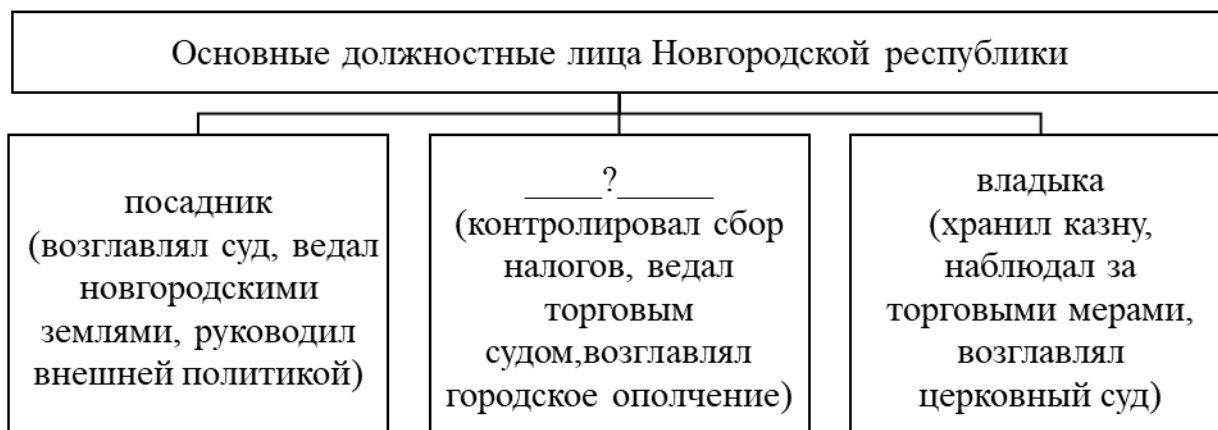 Основные должностные лица Новгородской республики
посадник
(возглавлял суд, ведал
новгородскими
землями, руководил
внешней политикой)
_____?_____
(контролировал сбор
налогов, ведал
торговым
судом,возглавлял
городское ополчение)
владыка
(хранил казну,
наблюдал за
торговыми мерами,
возглавлял
церковный суд)